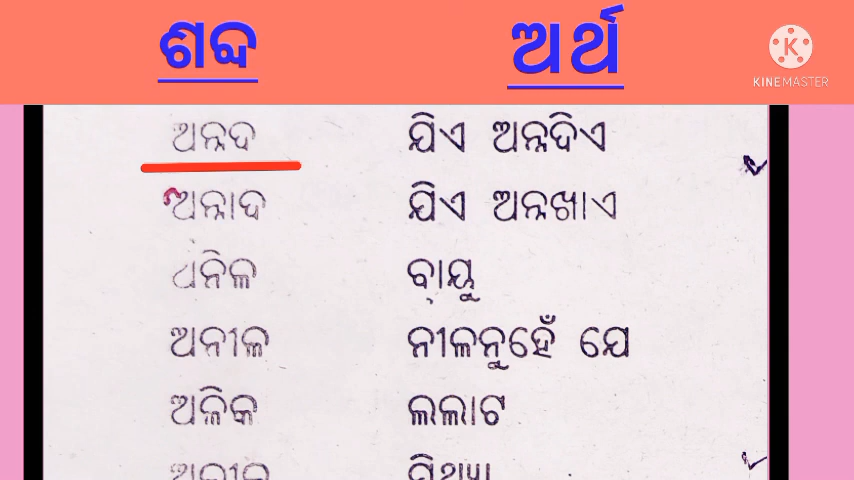 ଶବ୍ଦ ଅର୍ଥ
KINEMASTER
ଅନ୍ନଦ ଯିଏ ଅନ୍ନଦିଏ
ଅନ୍ନାଦ ଯିଏ ଅନ୍ନଖାଏ
ଅନିଳ ବାୟୁ
ଅନୀଳ ନୀଳନୁହେଁ ଯେ
ଅଳିକ ଲଲାଟ